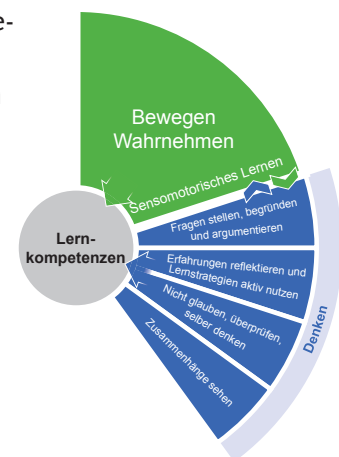 e-
Bewegen
Wahrnehmen
Sensomotorisches Lernen
Fragen stellen, begründen
und argumentieren
Lern-
kompetenzen
Erfahrungen reflektieren und
Lernstrategien aktiv nutzen
Nicht glauben, überprüfen,
selber denken
Zusammenhänge sehen
Denken